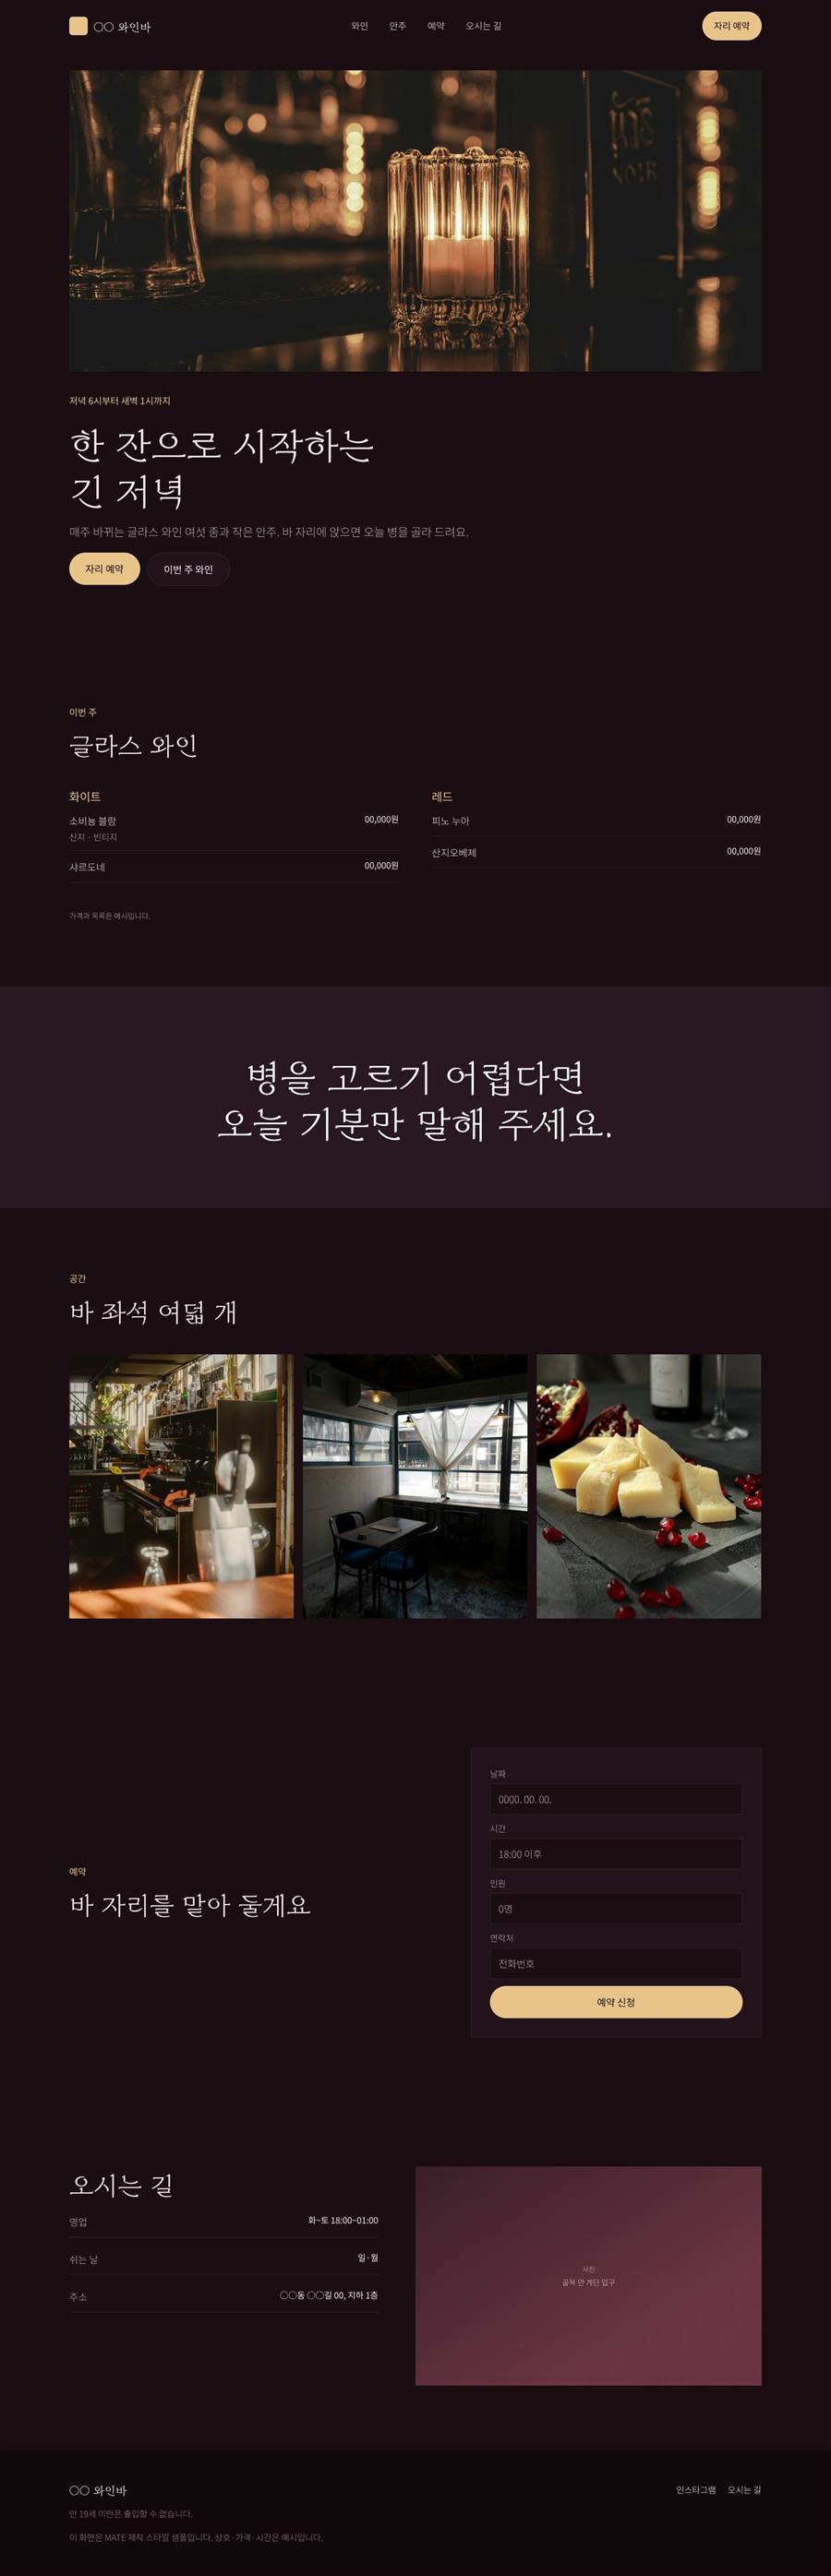 ○○ 와인바
와인 안주 예약 오시는 길
자리 예약
NOIR
저녁 6시부터 새벽 1시까지
한 잔으로 시작하는
긴 저녁
매주 바뀌는 글라스 와인 여섯 종과 작은 안주. 바 자리에 앉으면 오늘 병을 골라 드려요.
자리 예약
이번 주 와인
이번 주
글라스 와인
화이트
소비뇽 블랑 00,000원
산지 · 빈티지
샤르도네 00,000원
레드
피노 누아 00,000원
산지오베제 00,000원
가격과 목록은 예시입니다.
병을 고르기 어렵다면
오늘 기분만 말해 주세요.
공간
바 좌석 여덟 개
예약
바 자리를 맡아 둘게요
날짜
0000. 00. 00.
시간
18:00 이후
인원
0명
연락처
전화번호
예약 신청
오시는 길
영업 화~토 18:00~01:00
쉬는 날 일·월
주소 ○○동 ○○길 00, 지하 1층
사진
골목 안 계단 입구
○○ 와인바
인스타그램 오시는 길
만 19세 미만은 출입할 수 없습니다.
이 화면은 MATE 제작 스타일 샘플입니다. 상호·가격·시간은 예시입니다.